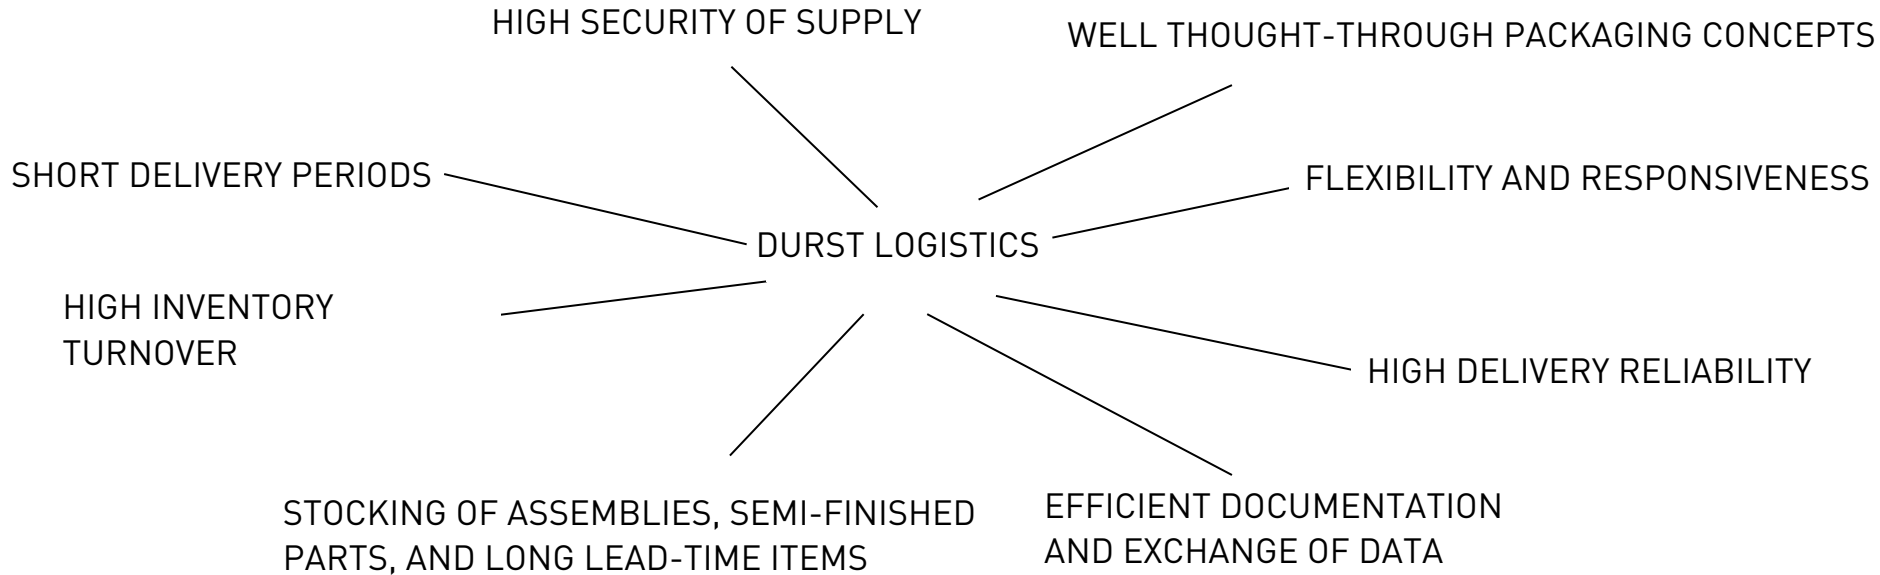 HIGH SECURITY OF SUPPLY
WELL THOUGHT-THROUGH PACKAGING CONCEPTS
SHORT DELIVERY PERIODS
FLEXIBILITY AND RESPONSIVENESS
DURST LOGISTICS
HIGH INVENTORY
TURNOVER
HIGH DELIVERY RELIABILITY
STOCKING OF ASSEMBLIES, SEMI-FINISHED
PARTS, AND LONG LEAD-TIME ITEMS
EFFICIENT DOCUMENTATION
AND EXCHANGE OF DATA